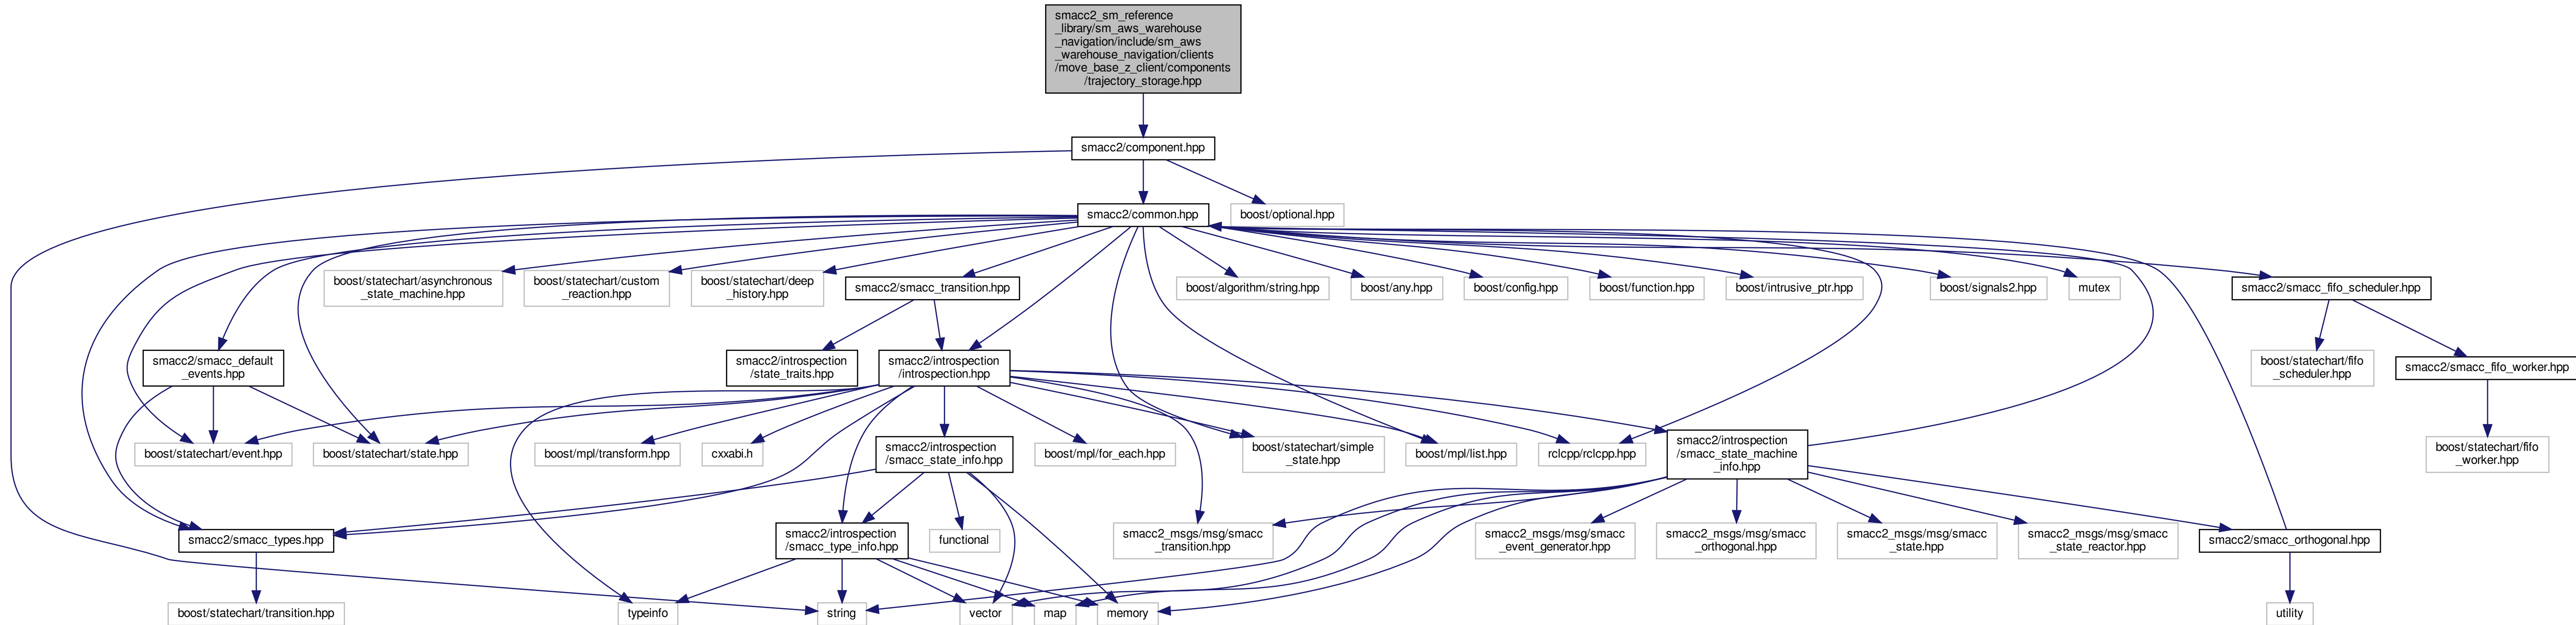 smacc2_sm_reference
_library/sm_aws_warehouse
_navigation/include/sm_aws
_warehouse_navigation/clients
/move_base_z_client/components
/trajectory_storage.hpp
smacc2/component.hpp
smacc2/common.hpp
boost/optional.hpp
boost/statechart/asynchronous
_state_machine.hpp
boost/statechart/custom
_reaction.hpp
boost/statechart/deep
_history.hpp
smacc2/smacc_transition.hpp
boost/algorithm/string.hpp
boost/any.hpp
boost/config.hpp
boost/function.hpp
boost/intrusive_ptr.hpp
boost/signals2.hpp
mutex
smacc2/smacc_fifo_scheduler.hpp
smacc2/smacc_default
_events.hpp
smacc2/introspection
/state_traits.hpp
smacc2/introspection
/introspection.hpp
boost/statechart/fifo
_scheduler.hpp
smacc2/smacc_fifo_worker.hpp
boost/statechart/event.hpp
boost/statechart/state.hpp
boost/mpl/transform.hpp
cxxabi.h
smacc2/introspection
/smacc_state_info.hpp
boost/mpl/for_each.hpp
boost/statechart/simple
_state.hpp
boost/mpl/list.hpp
rclcpp/rclcpp.hpp
smacc2/introspection
/smacc_state_machine
_info.hpp
boost/statechart/fifo
_worker.hpp
smacc2/smacc_types.hpp
smacc2/introspection
/smacc_type_info.hpp
functional
smacc2_msgs/msg/smacc
_transition.hpp
smacc2_msgs/msg/smacc
_event_generator.hpp
smacc2_msgs/msg/smacc
_orthogonal.hpp
smacc2_msgs/msg/smacc
_state.hpp
smacc2_msgs/msg/smacc
_state_reactor.hpp
smacc2/smacc_orthogonal.hpp
boost/statechart/transition.hpp
typeinfo
string
vector
map
memory
utility